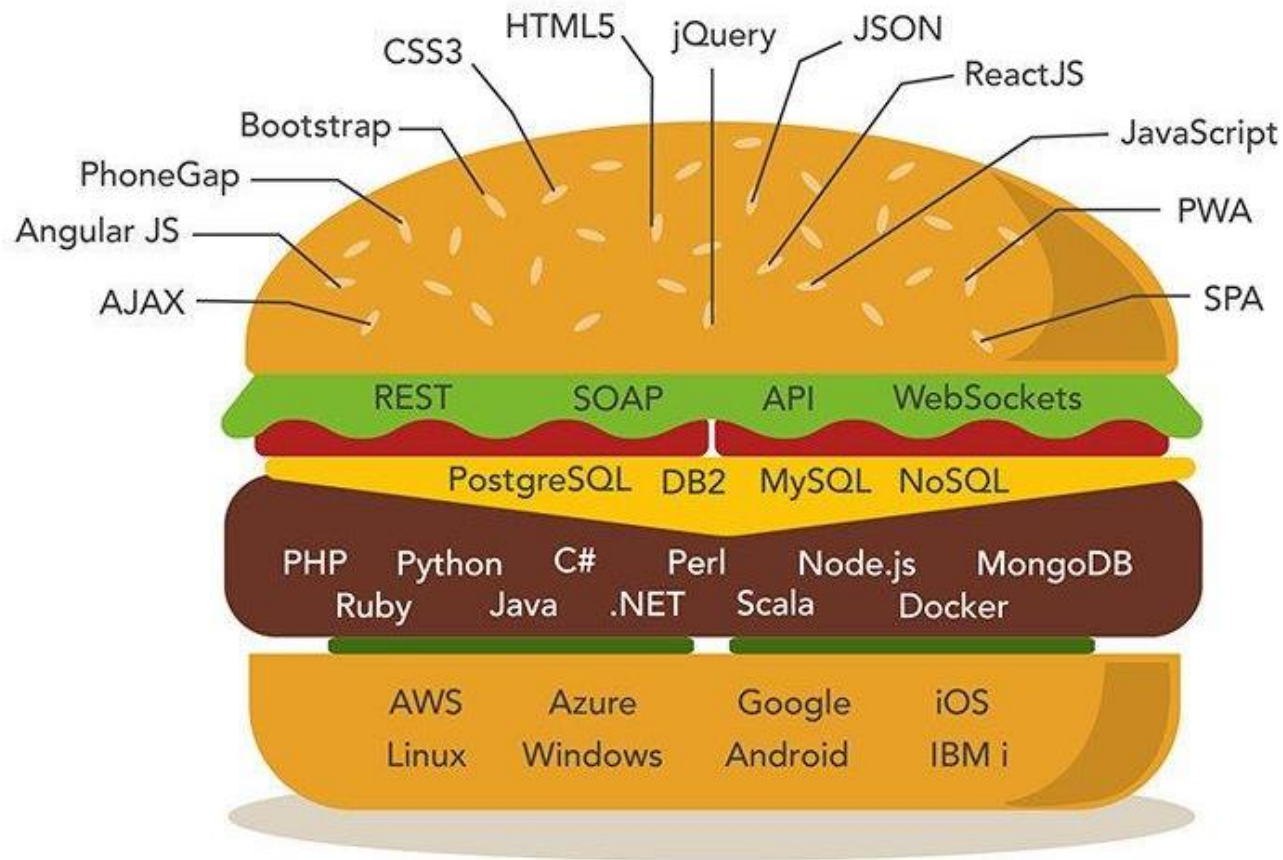 HTML5
jQuery
JSON
CSS3
ReactJS
Bootstrap
JavaScript
PhoneGap
PWA
Angular JS
AJAX
SPA
REST SOAP API WebSockets
PostgreSQL DB2 MySQL NoSQL
PHP Python C# Perl Node.js MongoDB
Ruby Java .NET Scala Docker
AWS Azure Google iOS
Linux Windows Android IBM i